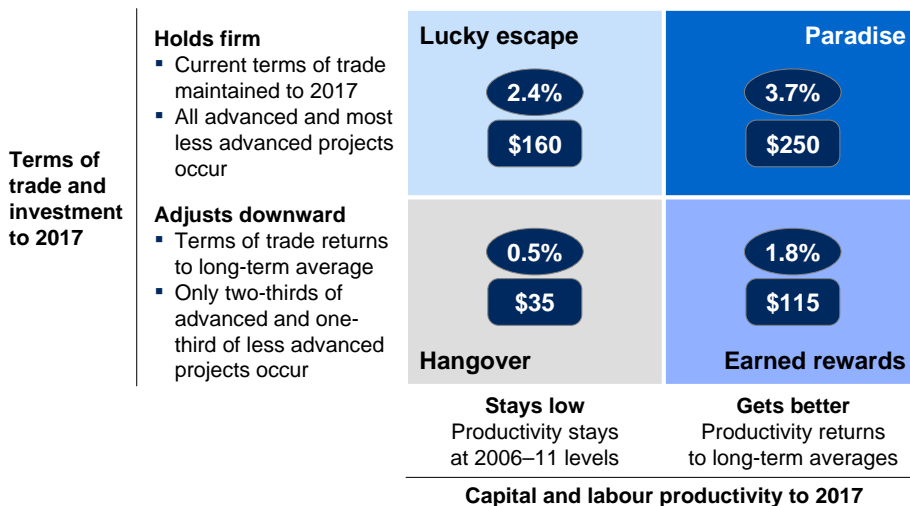 Terms of
trade and
investment
to 2017
Holds firm
▪ Current terms of trade
maintained to 2017
▪ All advanced and most
less advanced projects
occur
Lucky escape
2.4%
$160
Paradise
3.7%
$250
Adjusts downward
▪ Terms of trade returns
to long-term average
▪ Only two-thirds of
advanced and one-
third of less advanced
projects occur
0.5%
$35
Hangover
1.8%
$115
Earned rewards
Stays low
Productivity stays
at 2006–11 levels
Gets better
Productivity returns
to long-term averages
Capital and labour productivity to 2017